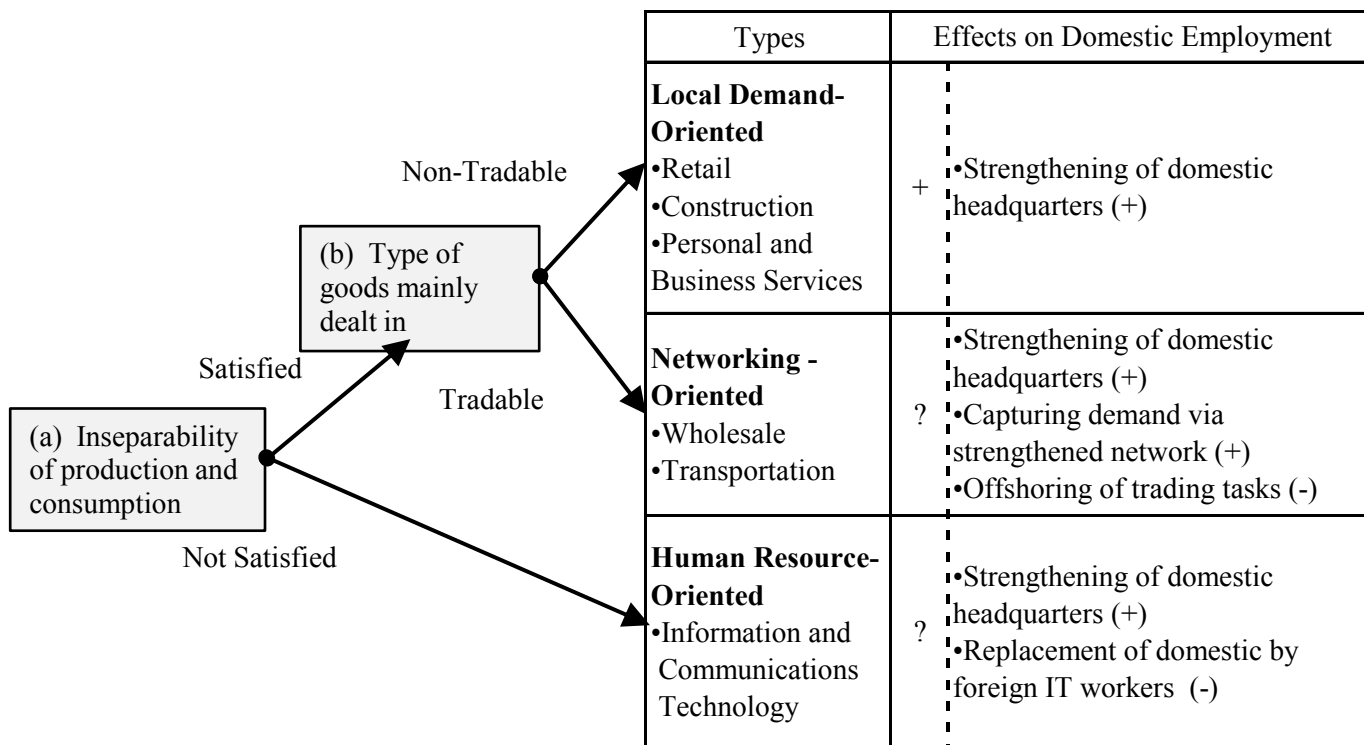 Types
Effects on Domestic Employment
Local Demand-
Oriented
•Retail
•Construction
•Personal and
Business Services
+
•Strengthening of domestic
headquarters (+)
Non-Tradable
(b) Type of
goods mainly
dealt in
Satisfied
Tradable
Networking -
Oriented
•Wholesale
•Transportation
?
•Strengthening of domestic
headquarters (+)
•Capturing demand via
strengthened network (+)
•Offshoring of trading tasks (-)
(a) Inseparability
of production and
consumption
Not Satisfied
Human Resource-
Oriented
•Information and
Communications
Technology
?
•Strengthening of domestic
headquarters (+)
•Replacement of domestic by
foreign IT workers (-)